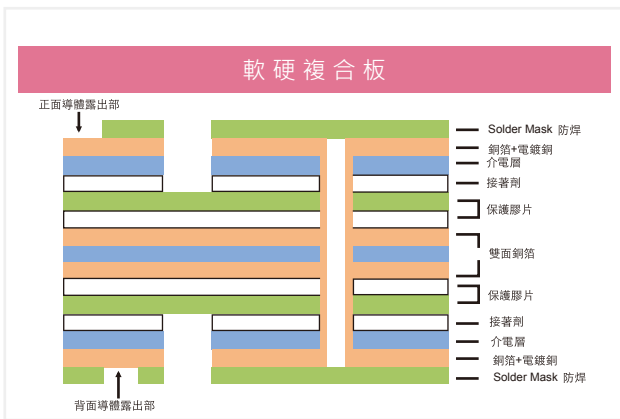 軟硬複合板
正面導體露出部
Solder Mask 防焊
銅箔+電鍍銅
介電層
接著劑
保護膠片
雙面銅箔
保護膠片
接著劑
介電層
銅箔+電鍍銅
Solder Mask 防焊
背面導體露出部